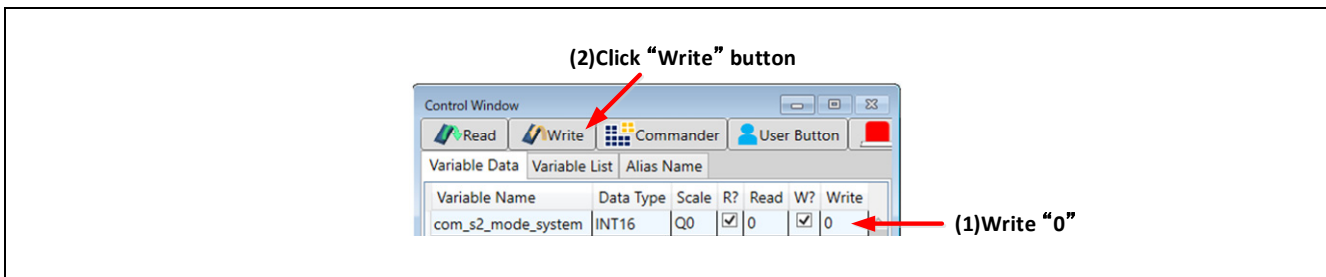 (2)Click “Write” button
Control Window
Read Write Commander User Button
Variable Data Variable List Alias Name
Variable Name Data Type Scale R? Read W? Write
com_s2_mode_system INT16 Q0 0 0
(1)Write “0”